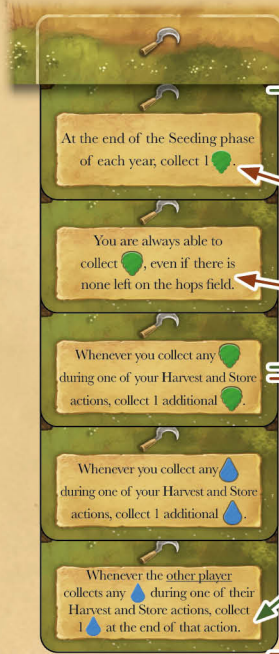 At the end of the Seeding phase
of each year, collect 1 .
You are always able to
collect , even if there is
none left on the hops field.
Whenever you collect any
during one of your Harvest and Store
actions, collect 1 additional .
Whenever you collect any
during one of your Harvest and Store
actions, collect 1 additional .
Whenever the other player
collects any during one of their
Harvest and Store actions, collect
1 at the end of that action.